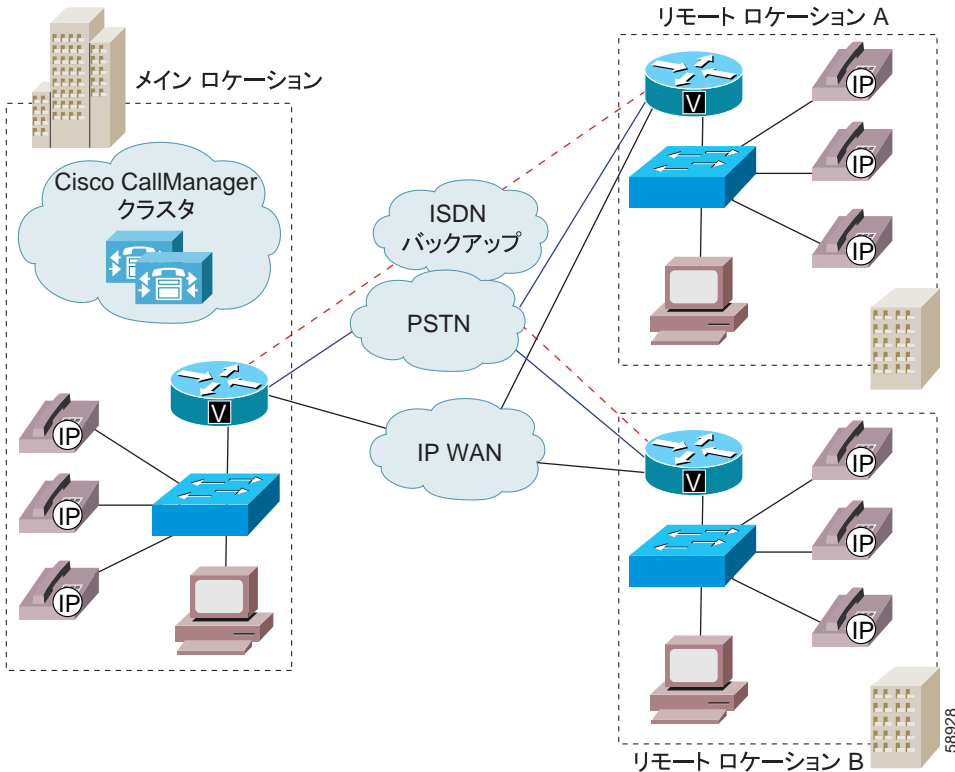 リモート ロケーション A
メイン ロケーション
Cisco CallManager
クラスタ
ISDN
バックアップ
PSTN
IP WAN
V
IP
IP
IP
V
IP
IP
IP
V
IP
IP
IP
リモート ロケーション B
58928